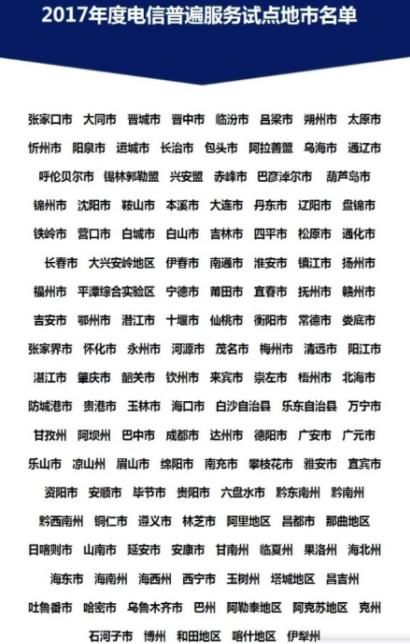 2017年度电信普遍服务试点地市名单
张家口市 大同市 晋城市 晋中市 临汾市 吕梁市 朔州市 太原市
忻州市 阳泉市 运城市 长治市 包头市 阿拉善盟 乌海市 通辽市
呼伦贝尔市 锡林郭勒盟 兴安盟 赤峰市 巴彦淖尔市 葫芦岛市
锦州市 沈阳市 鞍山市 本溪市 大连市 丹东市 辽阳市 盘锦市
铁岭市 营口市 白城市 白山市 吉林市 四平市 松原市 通化市
长春市 大兴安岭地区 伊春市 南通市 淮安市 镇江市 扬州市
福州市 平潭综合实验区 宁德市 莆田市 宜春市 抚州市 赣州市
吉安市 鄂州市 潜江市 十堰市 仙桃市 衡阳市 常德市 娄底市
张家界市 怀化市 永州市 河源市 茂名市 梅州市 清远市 阳江市
湛江市 肇庆市 韶关市 钦州市 来宾市 崇左市 梧州市 北海市
防城港市 贵港市 玉林市 海口市 白沙自治县 乐东自治县 万宁市
甘孜州 阿坝州 巴中市 成都市 达州市 德阳市 广安市 广元市
乐山市 凉山州 眉山市 绵阳市 南充市 攀枝花市 雅安市 宜宾市
资阳市 安顺市 毕节市 贵阳市 六盘水市 黔东南州 黔南州
黔西南州 铜仁市 遵义市 林芝市 阿里地区 昌都市 那曲地区
日喀则市 山南市 延安市 安康市 甘南州 临夏州 果洛州 海北州
海东市 海南州 海西州 西宁市 玉树州 塔城地区 昌吉州
吐鲁番市 哈密市 乌鲁木齐市 巴州 阿勒泰地区 阿克苏地区 克州
石河子市 博州 和田地区 喀什地区 伊犁州